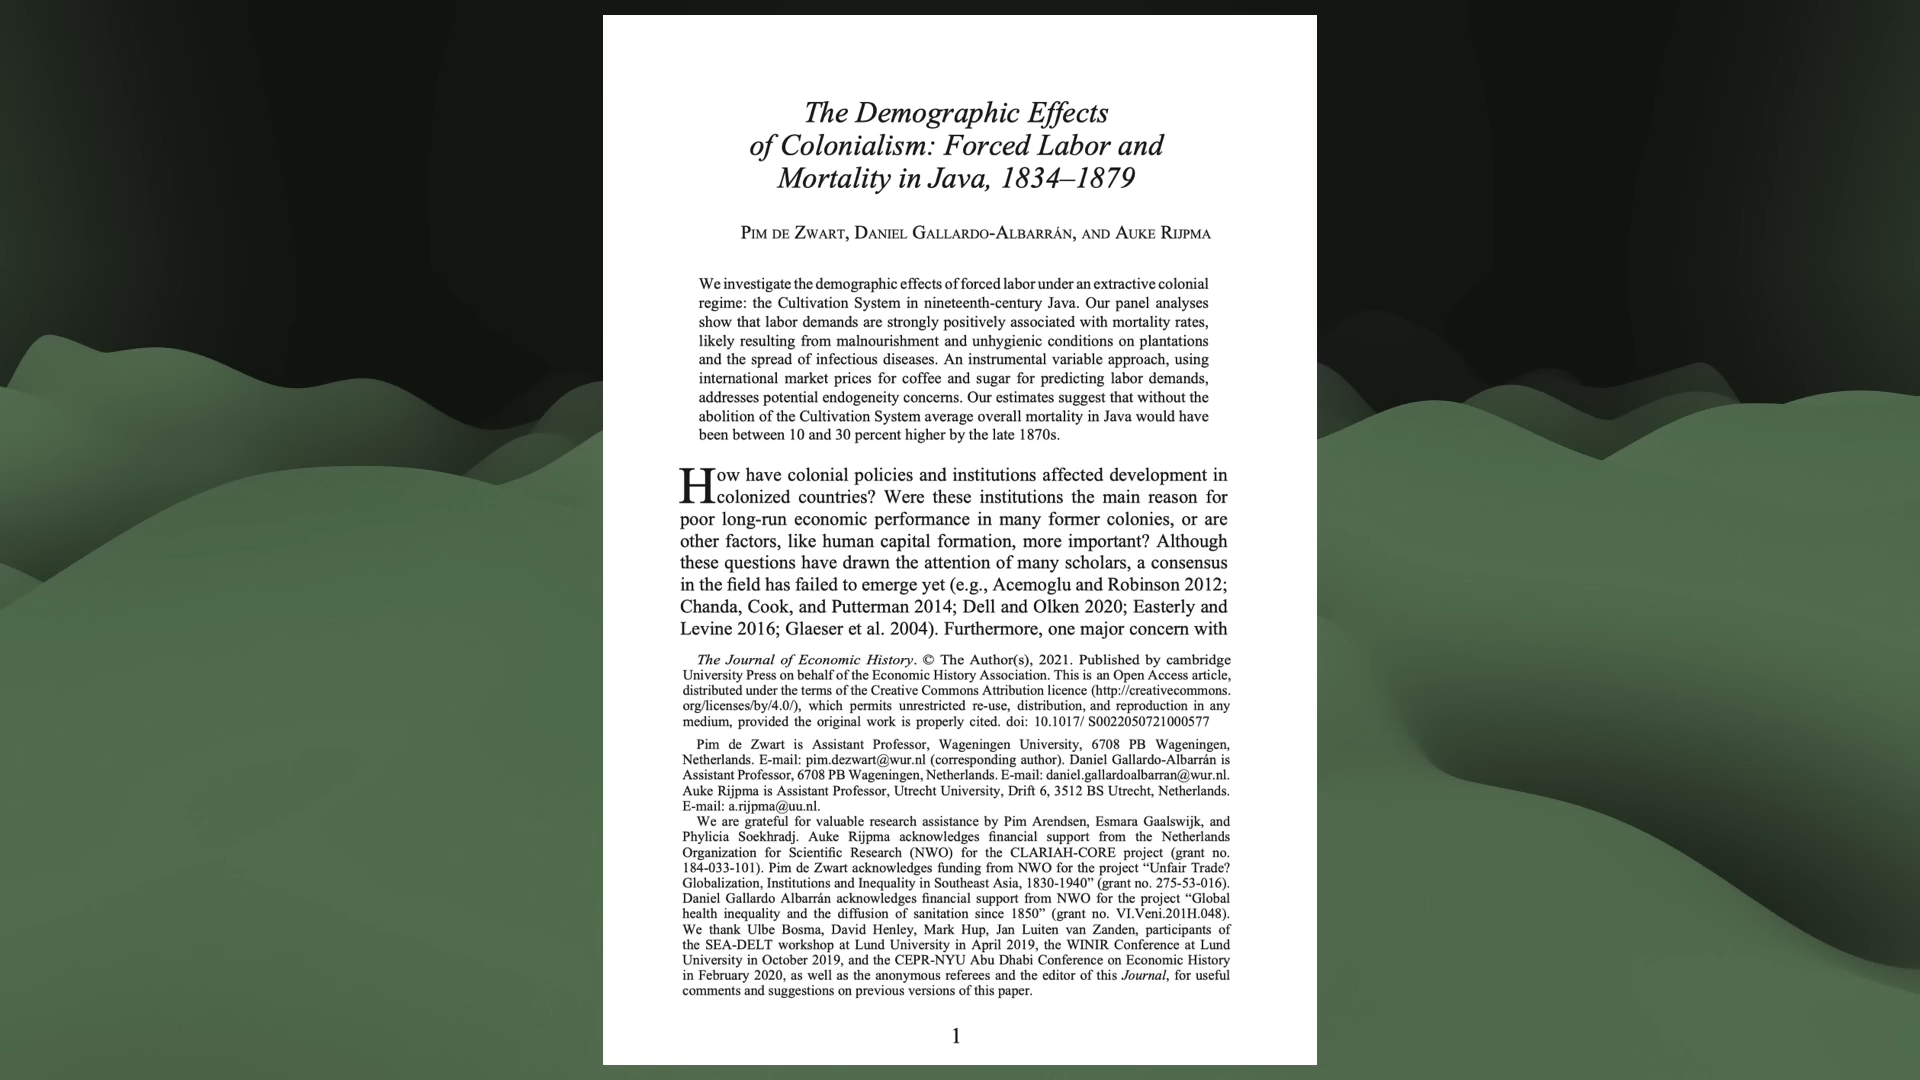 The Demographic Effects
of Colonialism: Forced Labor and
Mortality in Java, 1834–1879
Pim de Zwart, Daniel Gallardo-Albarrán, and Auke Rijpma
We investigate the demographic effects of forced labor under an extractive colonial
regime: the Cultivation System in nineteenth-century Java. Our panel analyses
show that labor demands are strongly positively associated with mortality rates,
likely resulting from malnourishment and unhygienic conditions on plantations
and the spread of infectious diseases. An instrumental variable approach, using
international market prices for coffee and sugar for predicting labor demands,
addresses potential endogeneity concerns. Our estimates suggest that without the
abolition of the Cultivation System average overall mortality in Java would have
been between 10 and 30 percent higher by the late 1870s.
How have colonial policies and institutions affected development in
colonized countries? Were these institutions the main reason for
poor long-run economic performance in many former colonies, or are
other factors, like human capital formation, more important? Although
these questions have drawn the attention of many scholars, a consensus
in the field has failed to emerge yet (e.g., Acemoglu and Robinson 2012;
Chanda, Cook, and Putterman 2014; Dell and Olken 2020; Easterly and
Levine 2016; Glaeser et al. 2004). Furthermore, one major concern with
The Journal of Economic History. © The Author(s), 2021. Published by cambridge
University Press on behalf of the Economic History Association. This is an Open Access article,
distributed under the terms of the Creative Commons Attribution licence (http://creativecommons.
org/licenses/by/4.0/), which permits unrestricted re-use, distribution, and reproduction in any
medium, provided the original work is properly cited. doi: 10.1017/ S0022050721000577
Pim de Zwart is Assistant Professor, Wageningen University, 6708 PB Wageningen,
Netherlands. E-mail: pim.dezwart@wur.nl (corresponding author). Daniel Gallardo-Albarrán is
Assistant Professor, 6708 PB Wageningen, Netherlands. E-mail: daniel.gallardoalbarran@wur.nl.
Auke Rijpma is Assistant Professor, Utrecht University, Drift 6, 3512 BS Utrecht, Netherlands.
E-mail: a.rijpma@uu.nl.
We are grateful for valuable research assistance by Pim Arendsen, Esmara Gaalswijk, and
Phylicia Soekhradj. Auke Rijpma acknowledges financial support from the Netherlands
Organization for Scientific Research (NWO) for the CLARIAH-CORE project (grant no.
184-033-101). Pim de Zwart acknowledges funding from NWO for the project “Unfair Trade?
Globalization, Institutions and Inequality in Southeast Asia, 1830-1940” (grant no. 275-53-016).
Daniel Gallardo Albarrán acknowledges financial support from NWO for the project “Global
health inequality and the diffusion of sanitation since 1850” (grant no. VI.Veni.201H.048).
We thank Ulbe Bosma, David Henley, Mark Hup, Jan Luiten van Zanden, participants of
the SEA-DELT workshop at Lund University in April 2019, the WINIR Conference at Lund
University in October 2019, and the CEPR-NYU Abu Dhabi Conference on Economic History
in February 2020, as well as the anonymous referees and the editor of this Journal, for useful
comments and suggestions on previous versions of this paper.
1